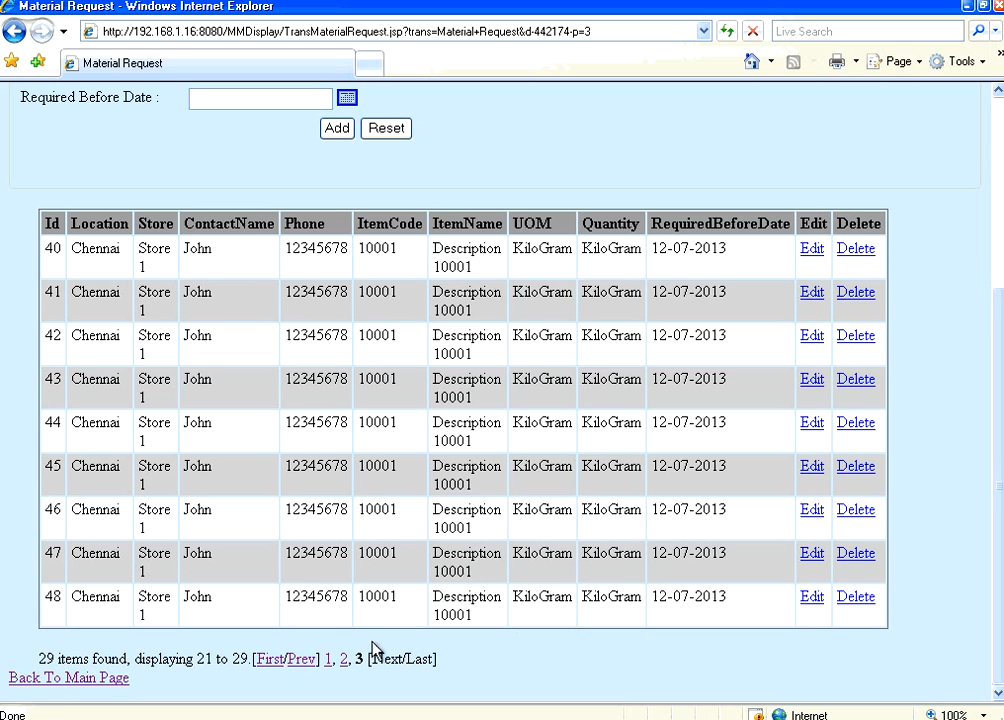 Material Request - Windows Internet Explorer
http://192.168.1.16:8080/MMDisplay/TransMaterialRequest.jsp?trans=Material+Request&d-442174-p=3
Live Search
Material Request
Page
Tools
Required Before Date :
Add Reset
Id Location Store ContactName Phone ItemCode ItemName UOM Quantity RequiredBeforeDate Edit Delete
40 Chennai Store 1 John 12345678 10001 Description 10001 KiloGram KiloGram 12-07-2013 Edit Delete
41 Chennai Store 1 John 12345678 10001 Description 10001 KiloGram KiloGram 12-07-2013 Edit Delete
42 Chennai Store 1 John 12345678 10001 Description 10001 KiloGram KiloGram 12-07-2013 Edit Delete
43 Chennai Store 1 John 12345678 10001 Description 10001 KiloGram KiloGram 12-07-2013 Edit Delete
44 Chennai Store 1 John 12345678 10001 Description 10001 KiloGram KiloGram 12-07-2013 Edit Delete
45 Chennai Store 1 John 12345678 10001 Description 10001 KiloGram KiloGram 12-07-2013 Edit Delete
46 Chennai Store 1 John 12345678 10001 Description 10001 KiloGram KiloGram 12-07-2013 Edit Delete
47 Chennai Store 1 John 12345678 10001 Description 10001 KiloGram KiloGram 12-07-2013 Edit Delete
48 Chennai Store 1 John 12345678 10001 Description 10001 KiloGram KiloGram 12-07-2013 Edit Delete
29 items found, displaying 21 to 29.[First/Prev] 1, 2, 3 [Next/Last]
Back To Main Page
Done Internet 100%